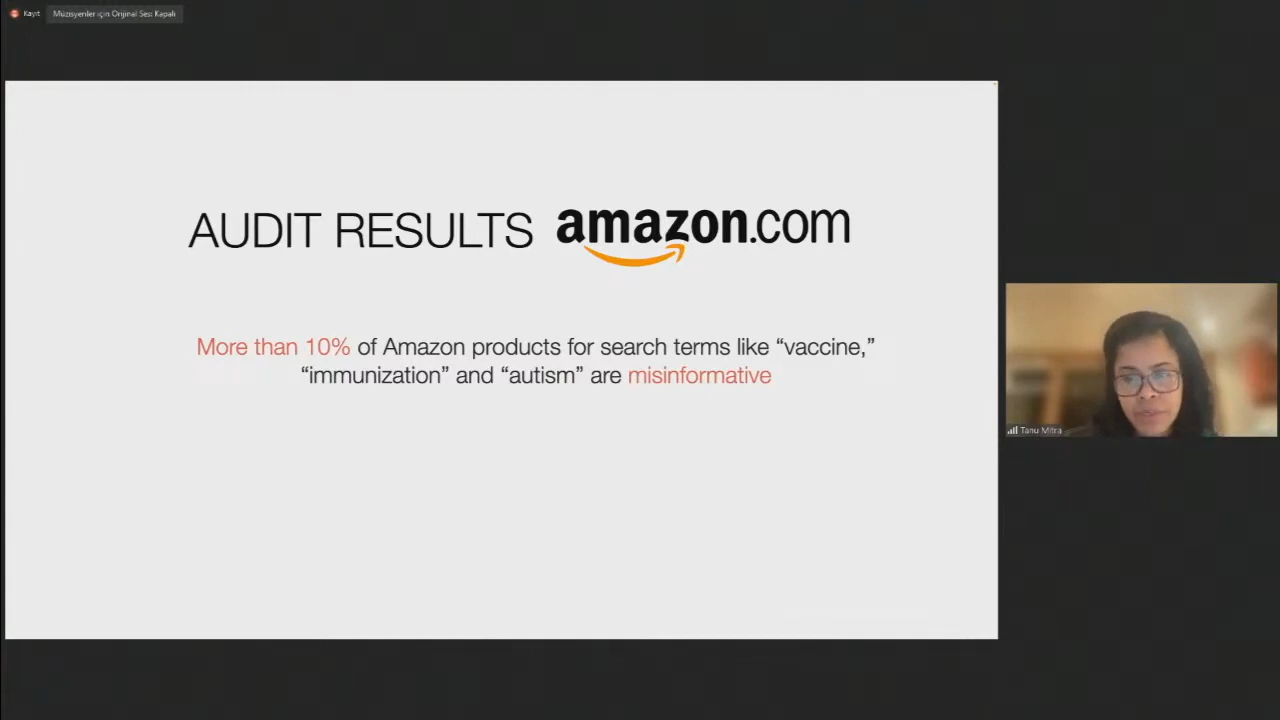 Kayıt
Müzisyenler için Orijinal Sesi Kapalı
AUDIT RESULTS amazon.com
More than 10% of Amazon products for search terms like “vaccine,”
“immunization” and “autism” are misinformative
Tanu Mitra